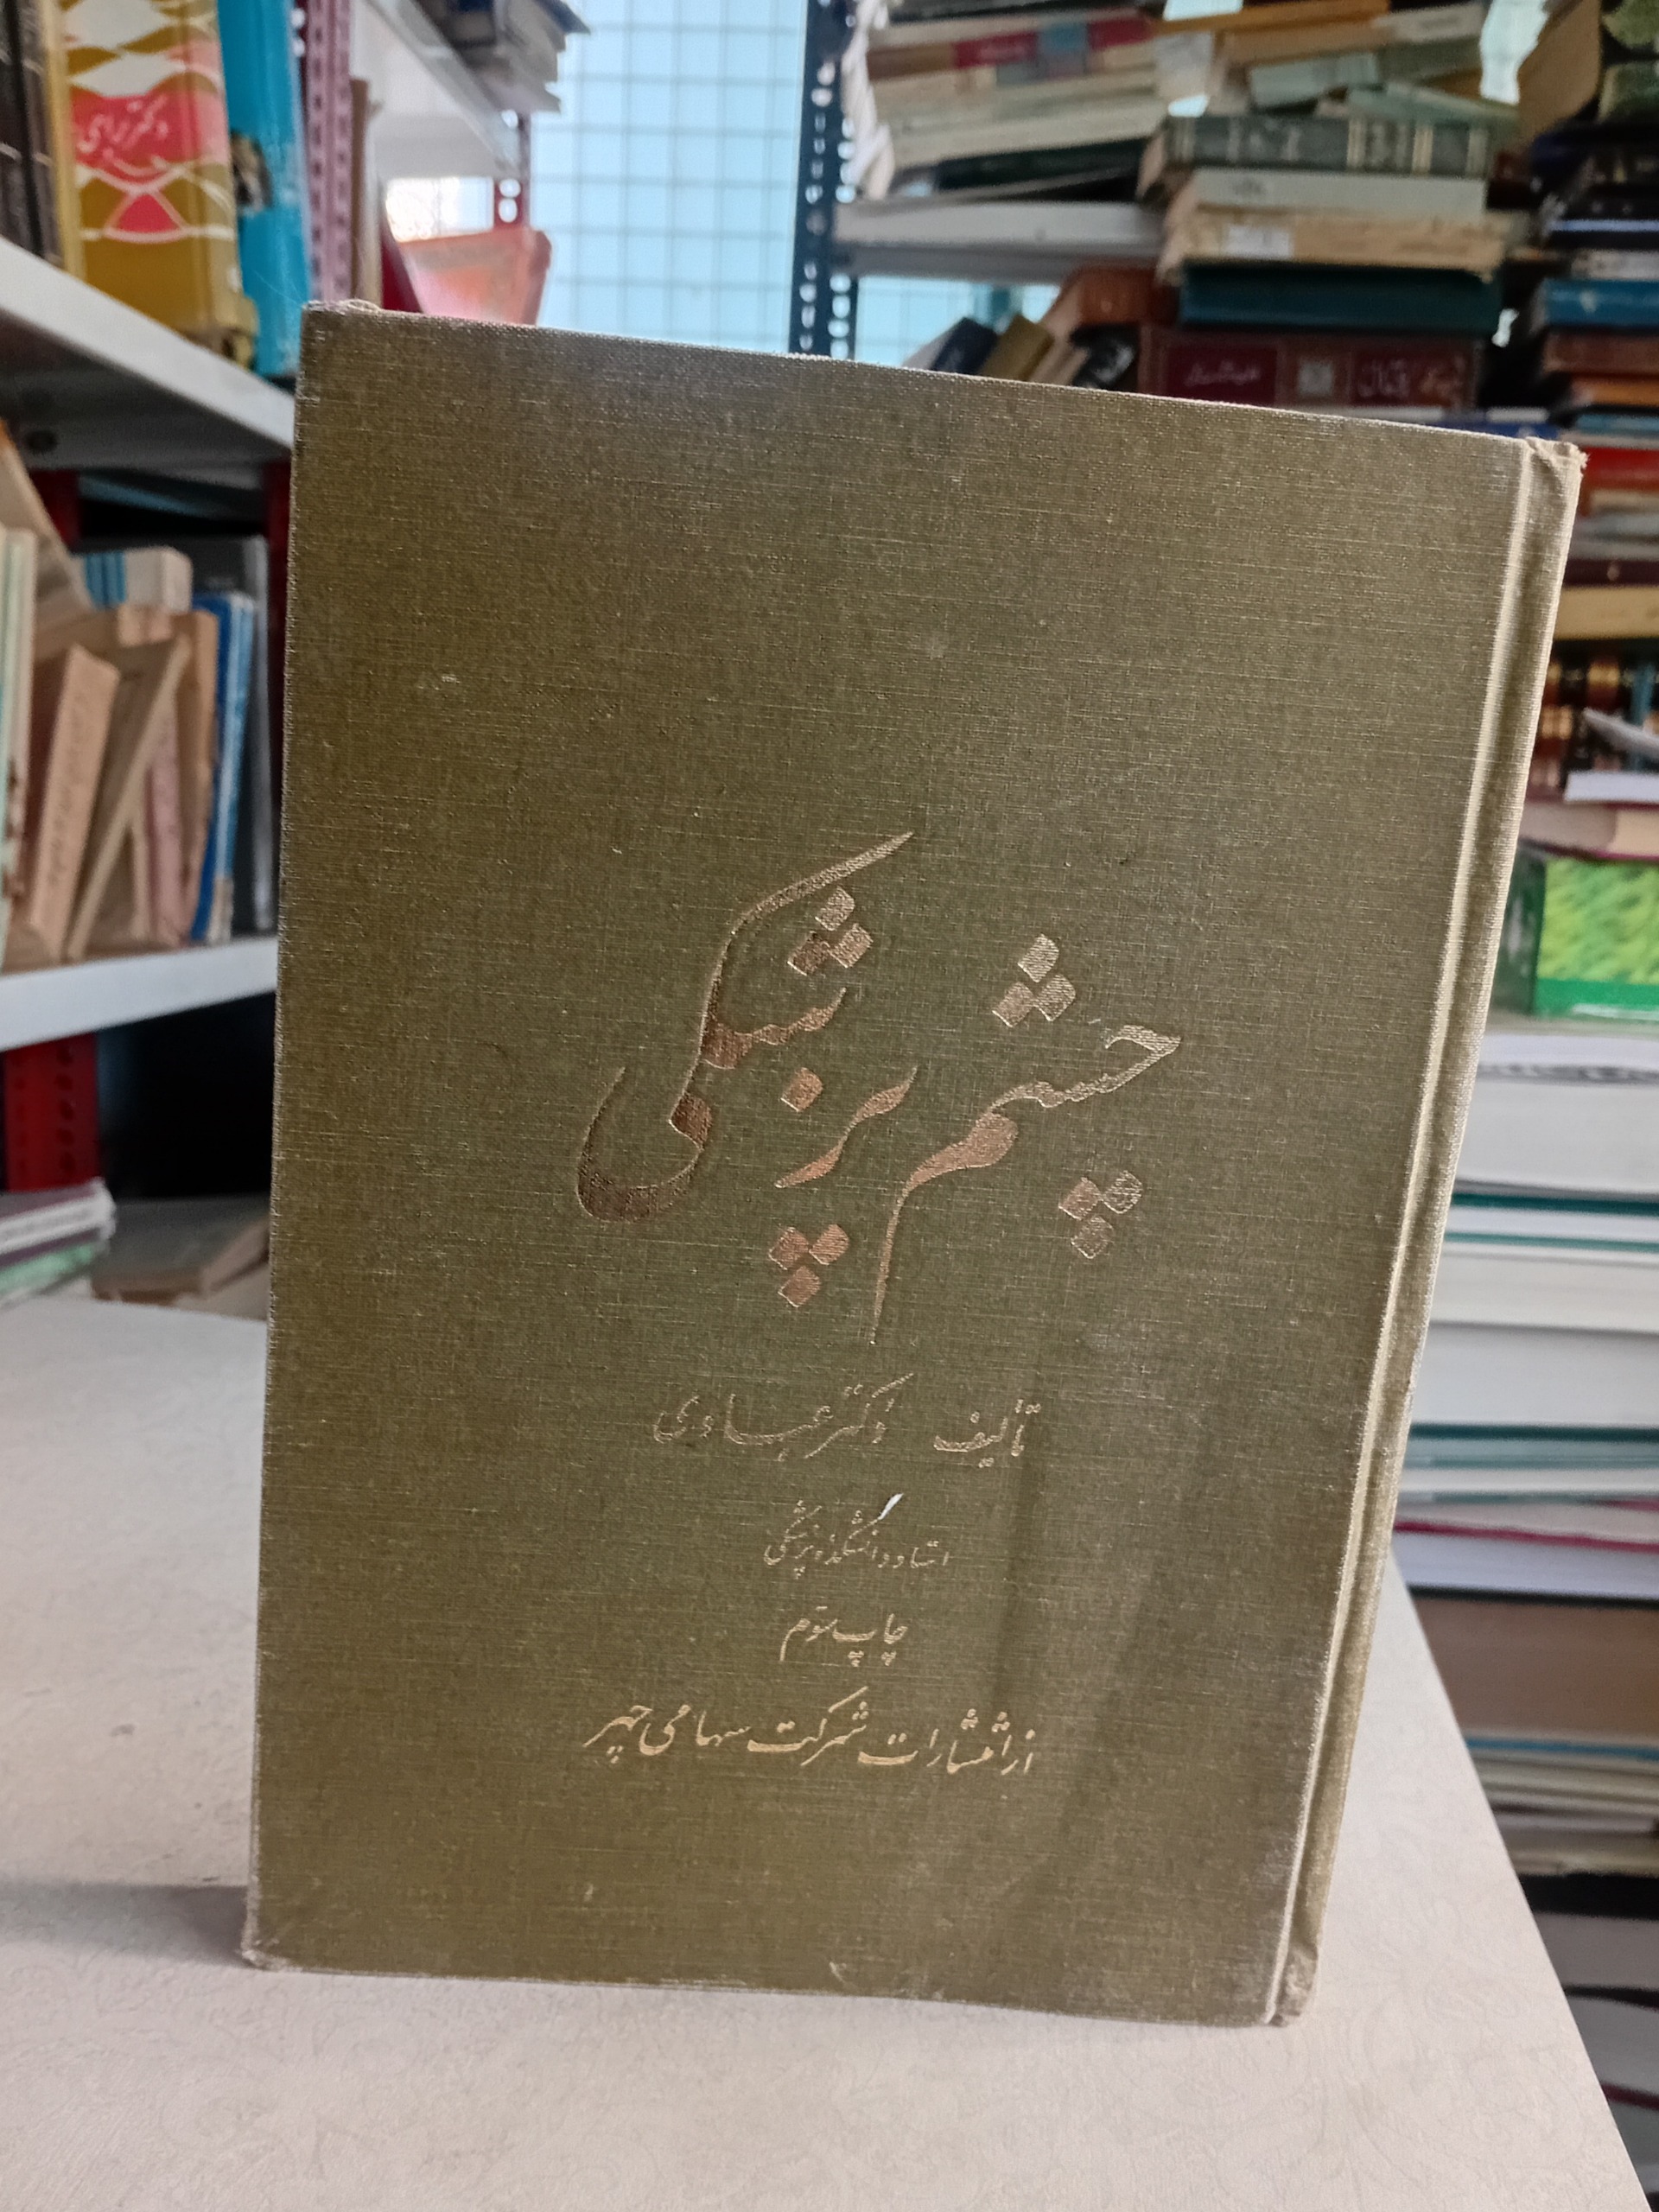 چشم پزشکی
تألیف دکتر عبادی
استاد دانشکده پزشکی
چاپ سوم
از انتشارات شرکت سهامی چهر